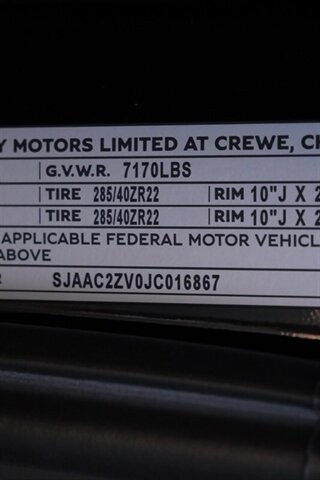 Y MOTORS LIMITED AT CREWE, CH
G.V.W.R. 7170LBS
TIRE 285/40ZR22 RIM 10"J X 2
TIRE 285/40ZR22 RIM 10"J X 2
APPLICABLE FEDERAL MOTOR VEHICL
ABOVE
R SJAAC2ZV0JC016867